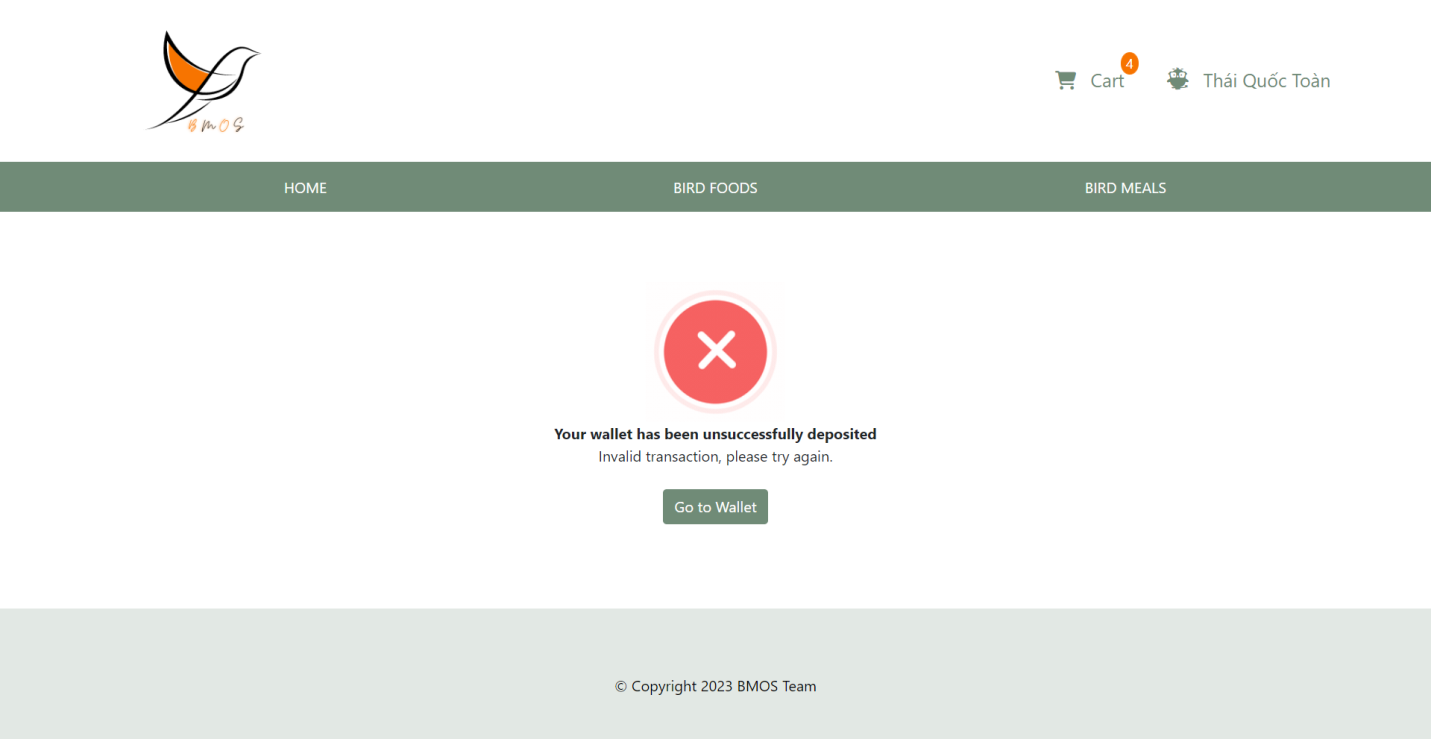 BMOS
4
Cart
Thái Quốc Toàn
HOME
BIRD FOODS
BIRD MEALS
Your wallet has been unsuccessfully deposited
Invalid transaction, please try again.
Go to Wallet
© Copyright 2023 BMOS Team